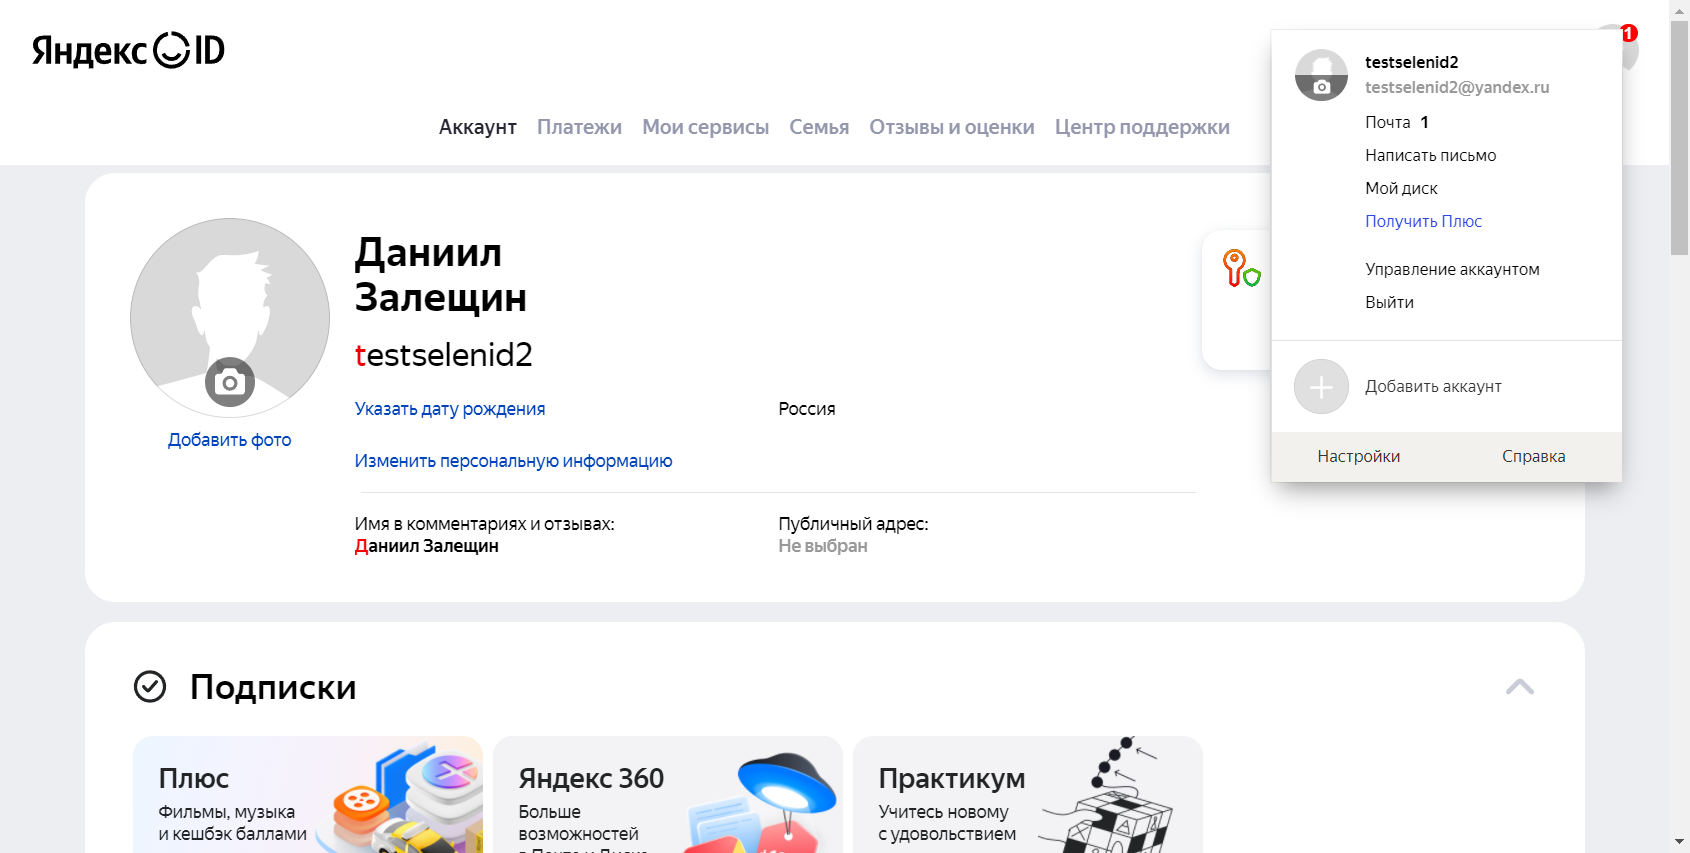 Яндекс ID
1
Аккаунт Платежи Мои сервисы Семья Отзывы и оценки Центр поддержки
testselenid2
testselenid2@yandex.ru
Почта 1
Написать письмо
Мой диск
Получить Плюс
Управление аккаунтом
Выйти
Добавить аккаунт
Настройки Справка
Даниил
Залещин
testselenid2
Указать дату рождения Россия
Добавить фото
Изменить персональную информацию
Имя в комментариях и отзывах: Публичный адрес:
Даниил Залещин Не выбран
Подписки
Плюс
Фильмы, музыка
и кешбэк баллами
Яндекс 360
Больше
возможностей
Практикум
Учитесь новому
с удовольствием